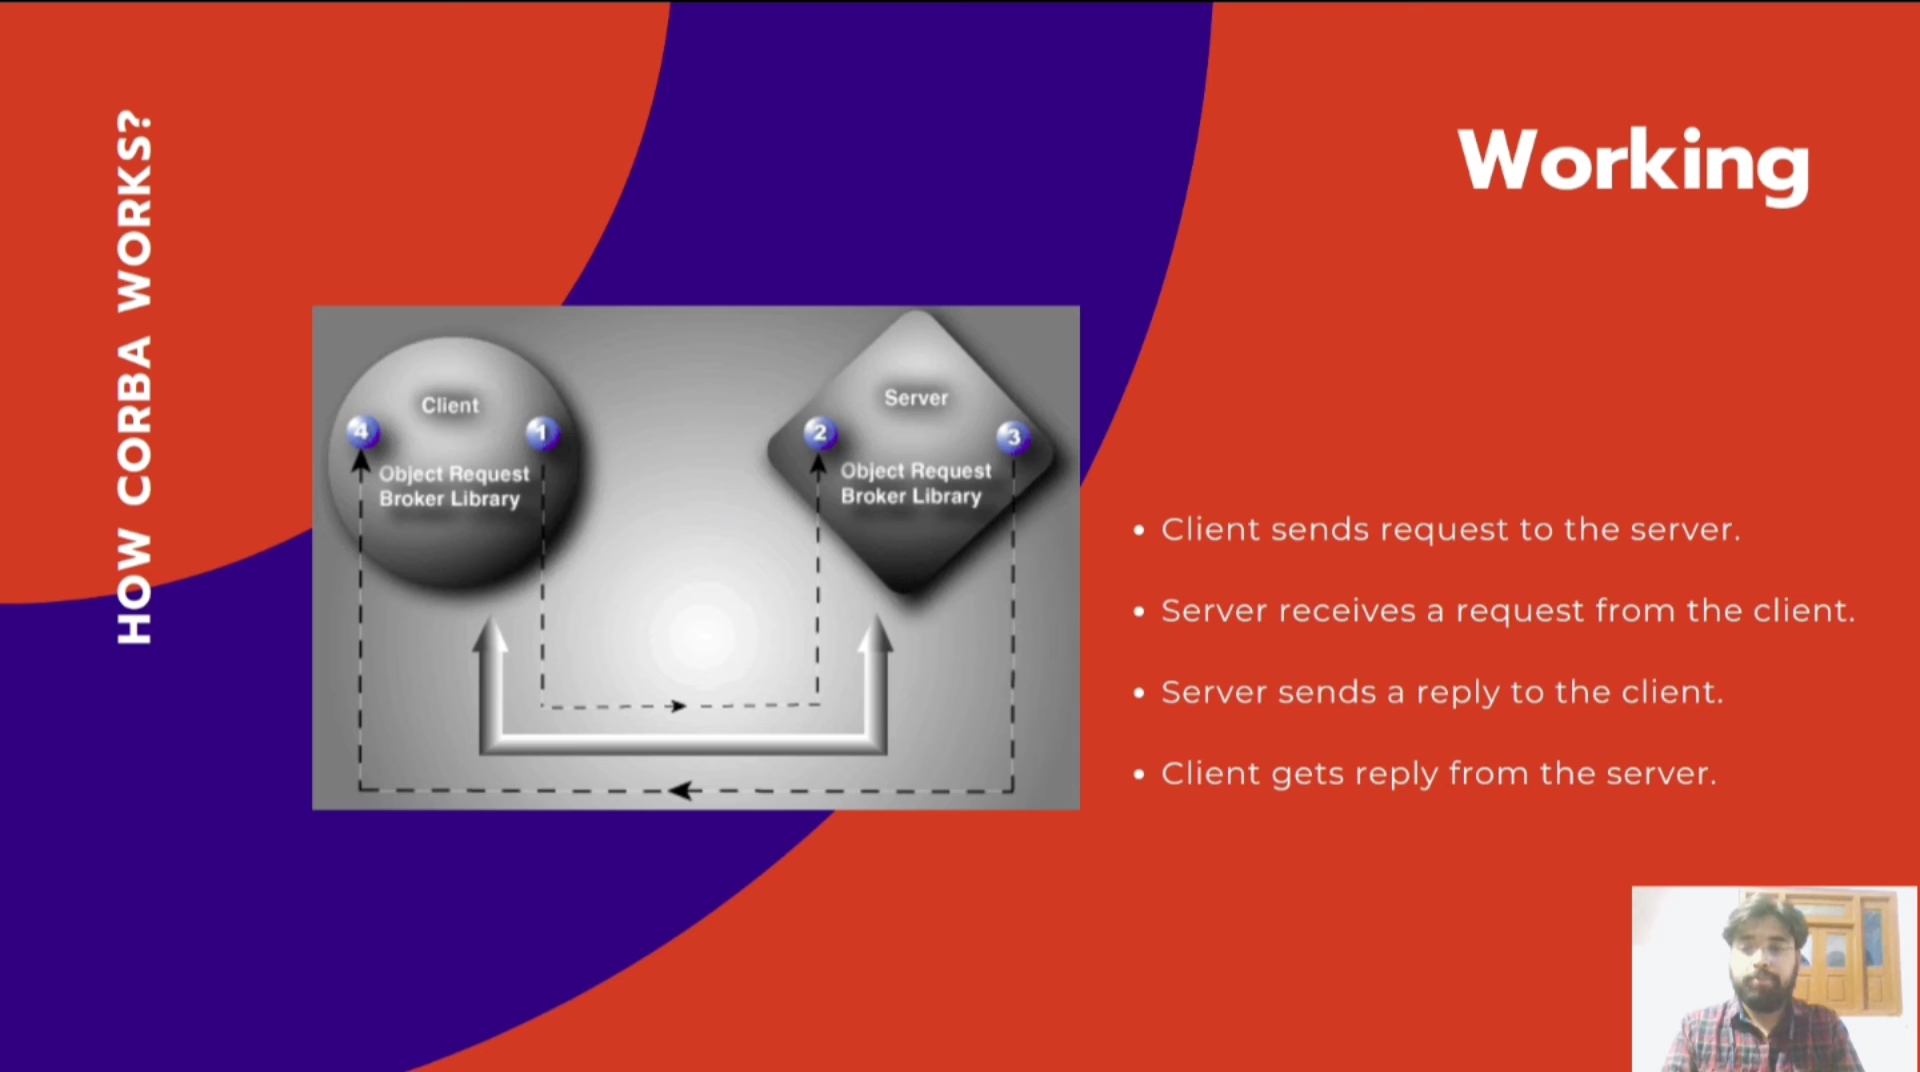 HOW CORBA WORKS?
Working
Client
4
1
Object Request
Broker Library
Server
2
3
Object Request
Broker Library
• Client sends request to the server.
• Server receives a request from the client.
• Server sends a reply to the client.
• Client gets reply from the server.